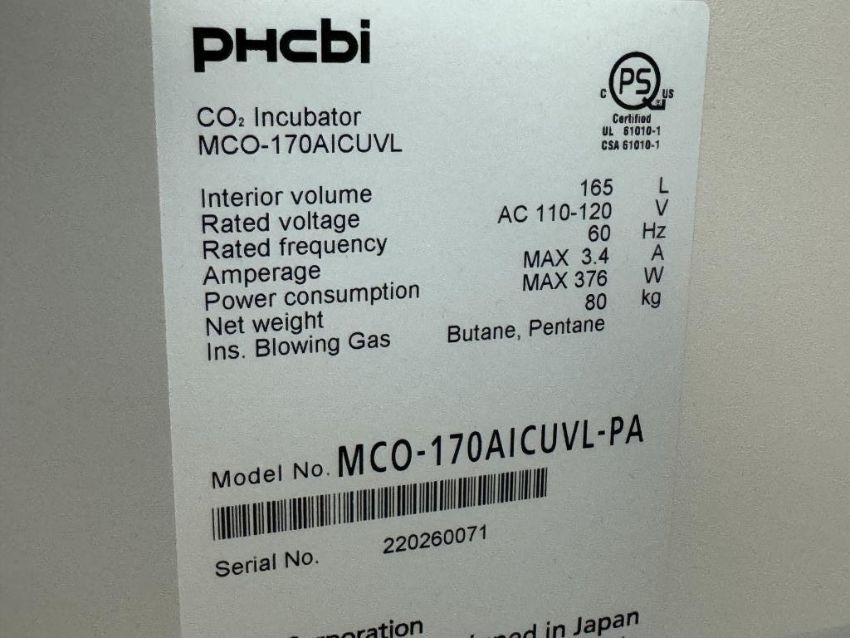 PHCbi
CO₂ Incubator
MCO-170AICUVL
C PS US
Certified
UL 61010-1
CSA 61010-1
Interior volume 165 L
Rated voltage AC 110-120 V
Rated frequency 60 Hz
Amperage MAX 3.4 A
Power consumption MAX 376 W
Net weight 80 kg
Ins. Blowing Gas Butane, Pentane
Model No. MCO-170AICUVL-PA
Serial No. 220260071
in Japan